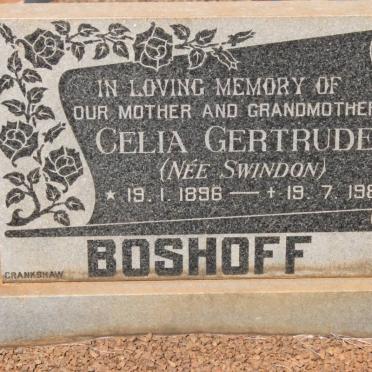 IN LOVING MEMORY OF
OUR MOTHER AND GRANDMOTHER
CELIA GERTRUDE
(NÉE SWINDON)
* 19.1.1896 — + 19.7.198
BOSHOFF
CRANKSHAW